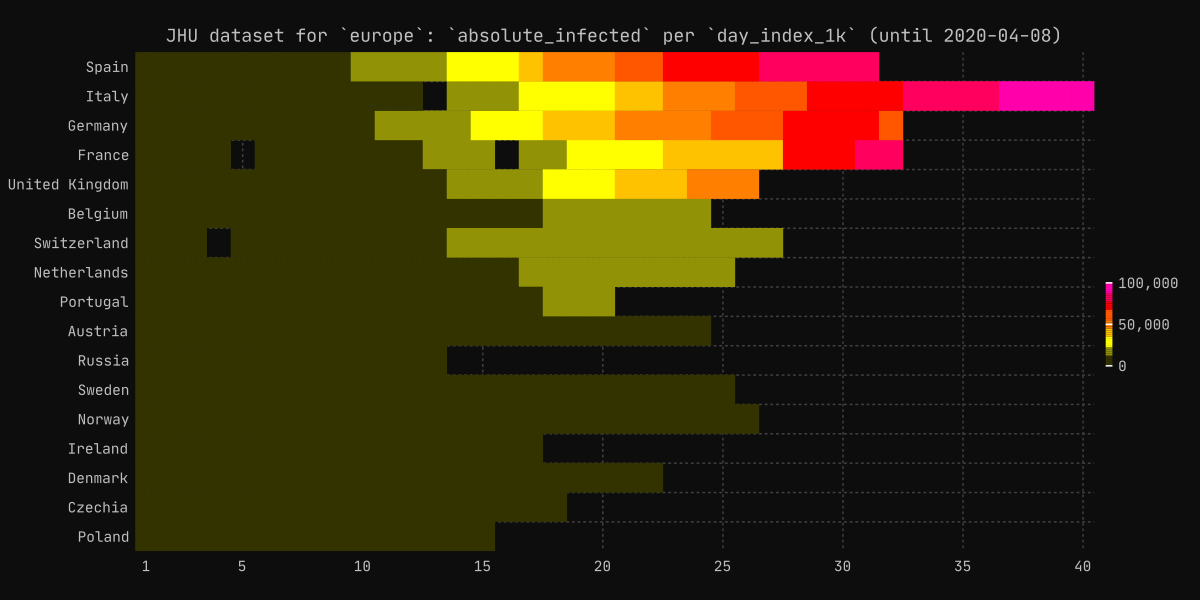 JHU dataset for `europe`: `absolute_infected` per `day_index_1k` (until 2020-04-08)
Spain
Italy
Germany
France
United Kingdom
Belgium
Switzerland
Netherlands
Portugal
Austria
Russia
Sweden
Norway
Ireland
Denmark
Czechia
Poland
1 5 10 15 20 25 30 35 40
100,000
50,000
0